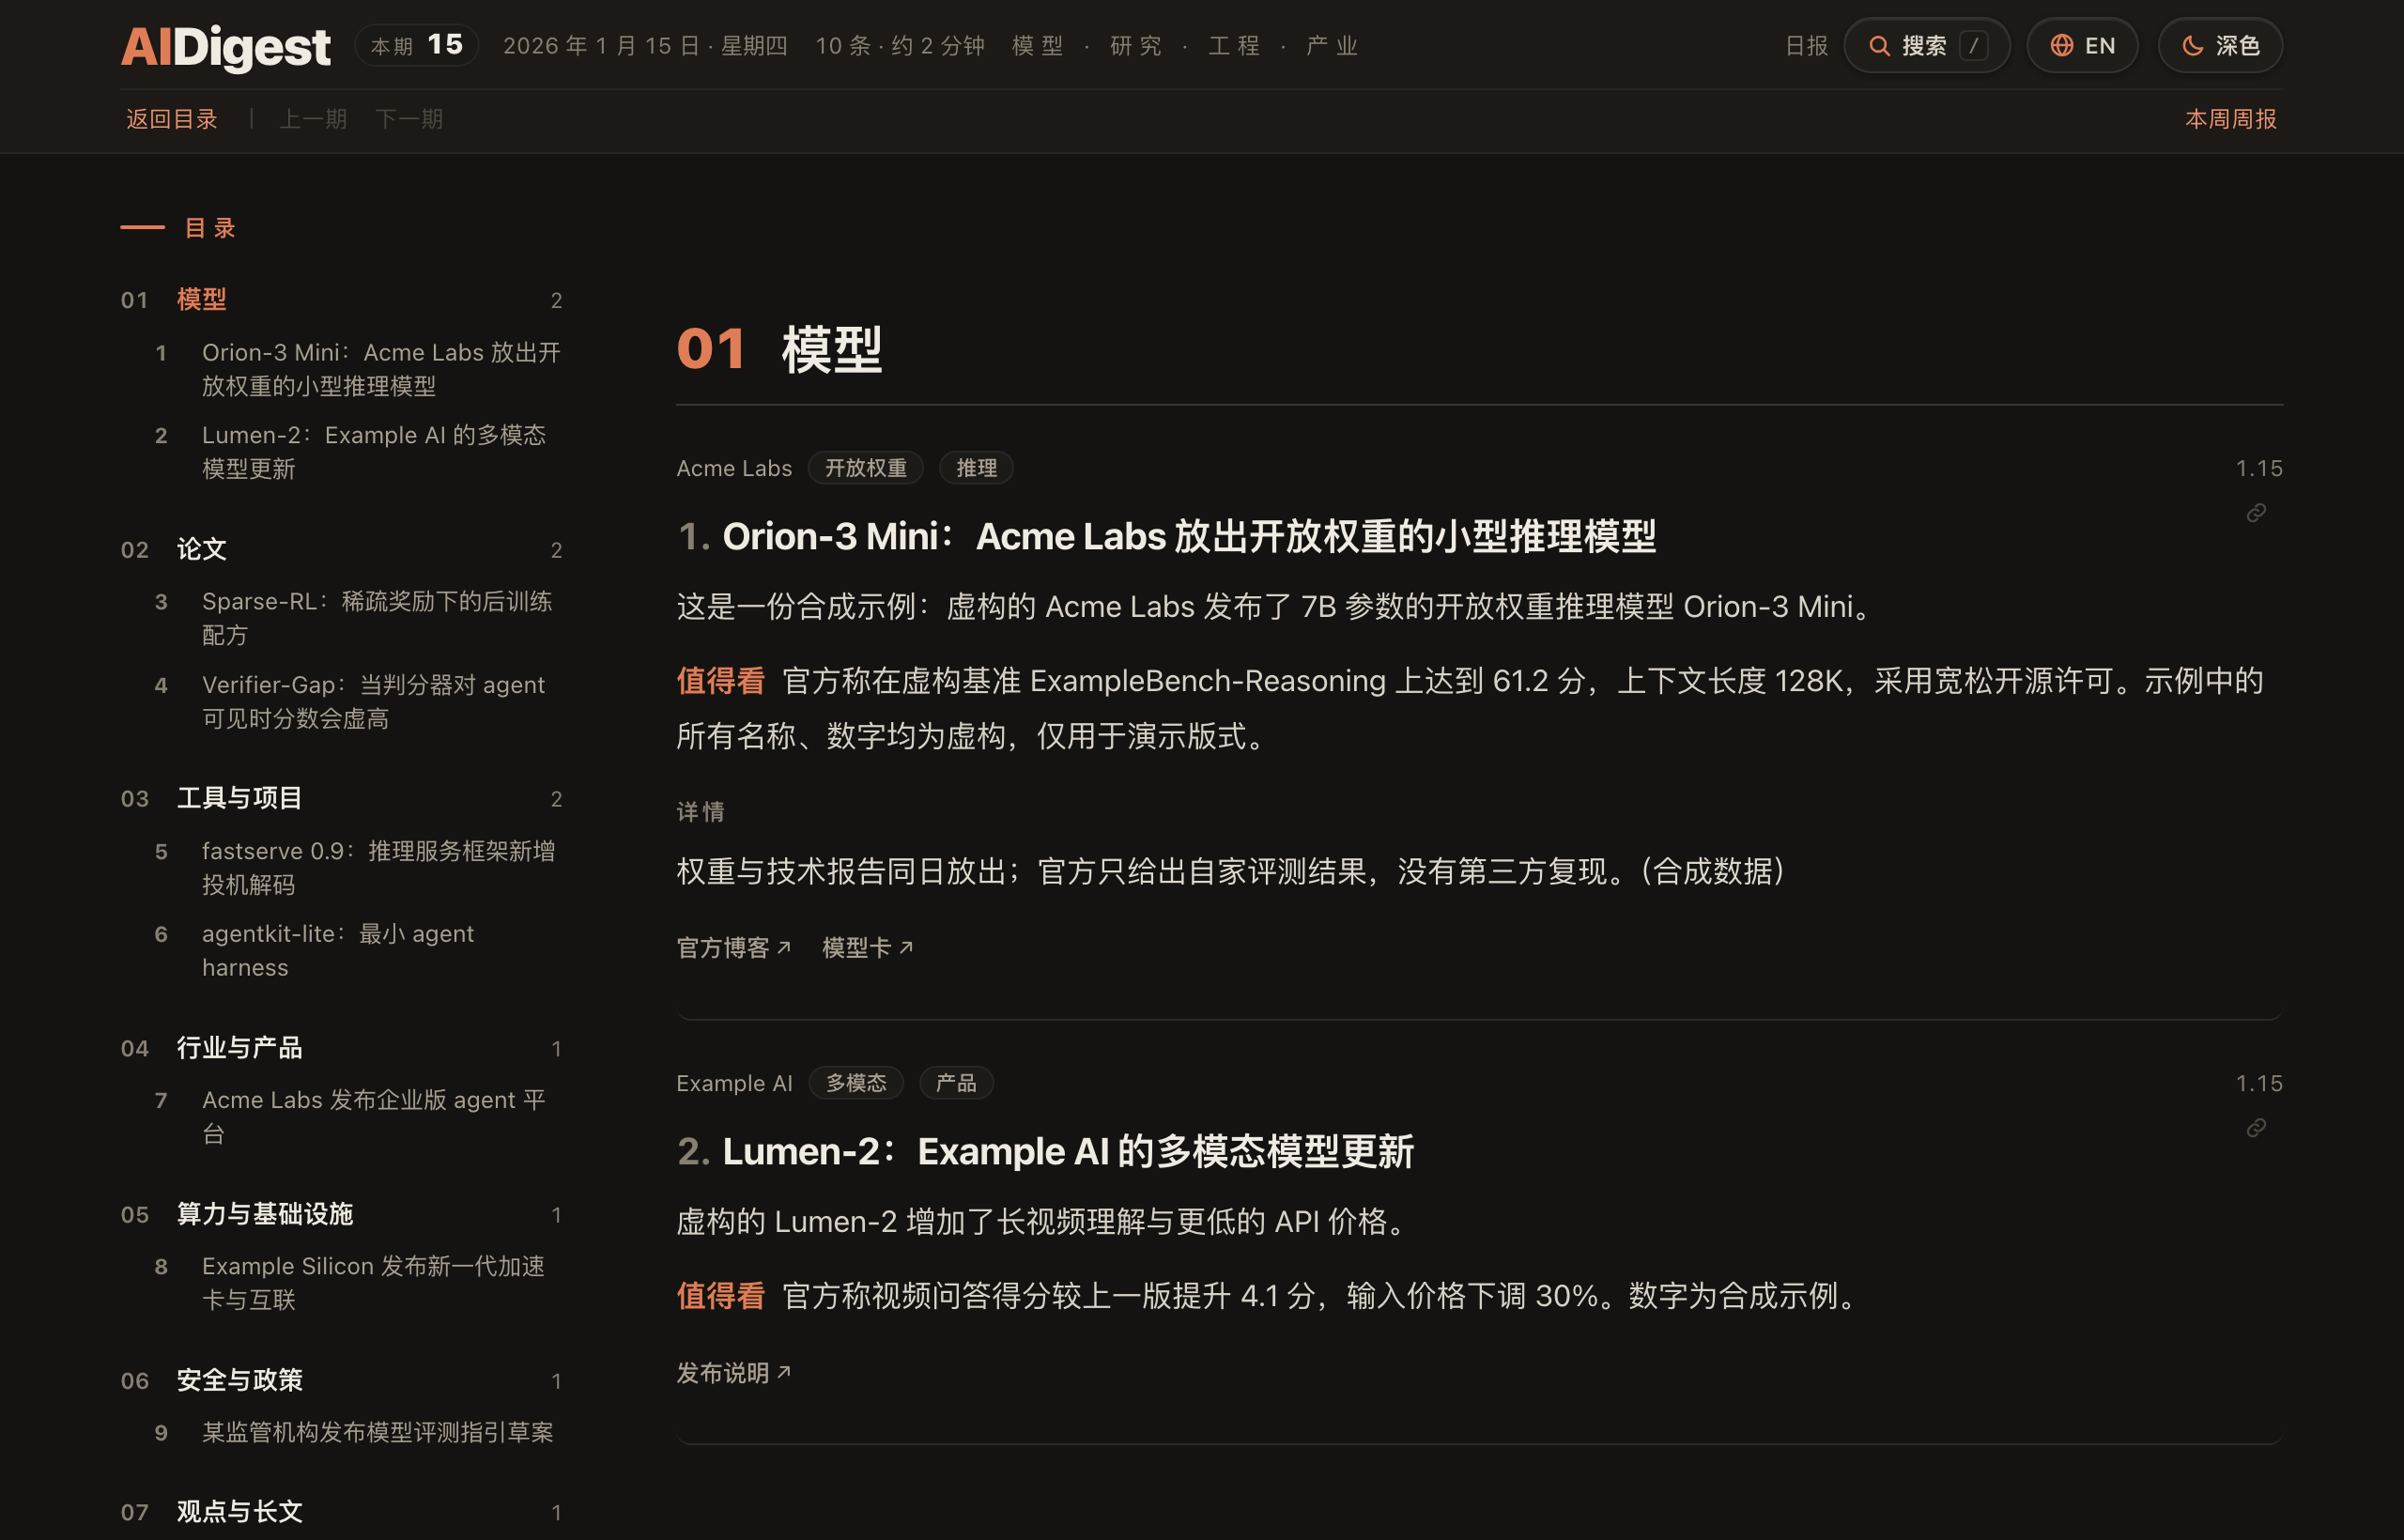 AIDigest 本期 15 2026 年 1 月 15 日 · 星期四 10 条 · 约 2 分钟 模型 · 研究 · 工程 · 产业 日报 搜索 / EN 深色
返回目录 | 上一期 下一期 本周周报
目录
01 模型 2
1 Orion-3 Mini：Acme Labs 放出开
放权重的小型推理模型
2 Lumen-2：Example AI 的多模态
模型更新
02 论文 2
3 Sparse-RL：稀疏奖励下的后训练
配方
4 Verifier-Gap：当判分器对 agent
可见时分数会虚高
03 工具与项目 2
5 fastserve 0.9：推理服务框架新增
投机解码
6 agentkit-lite：最小 agent
harness
04 行业与产品 1
7 Acme Labs 发布企业版 agent 平
台
05 算力与基础设施 1
8 Example Silicon 发布新一代加速
卡与互联
06 安全与政策 1
9 某监管机构发布模型评测指引草案
07 观点与长文 1
01 模型
Acme Labs 开放权重 推理 1.15
1. Orion-3 Mini：Acme Labs 放出开放权重的小型推理模型
这是一份合成示例：虚构的 Acme Labs 发布了 7B 参数的开放权重推理模型 Orion-3 Mini。
值得看 官方称在虚构基准 ExampleBench-Reasoning 上达到 61.2 分，上下文长度 128K，采用宽松开源许可。示例中的
所有名称、数字均为虚构，仅用于演示版式。
详情
权重与技术报告同日放出；官方只给出自家评测结果，没有第三方复现。（合成数据）
官方博客↗ 模型卡↗
Example AI 多模态 产品 1.15
2. Lumen-2：Example AI 的多模态模型更新
虚构的 Lumen-2 增加了长视频理解与更低的 API 价格。
值得看 官方称视频问答得分较上一版提升 4.1 分，输入价格下调 30%。数字为合成示例。
发布说明↗